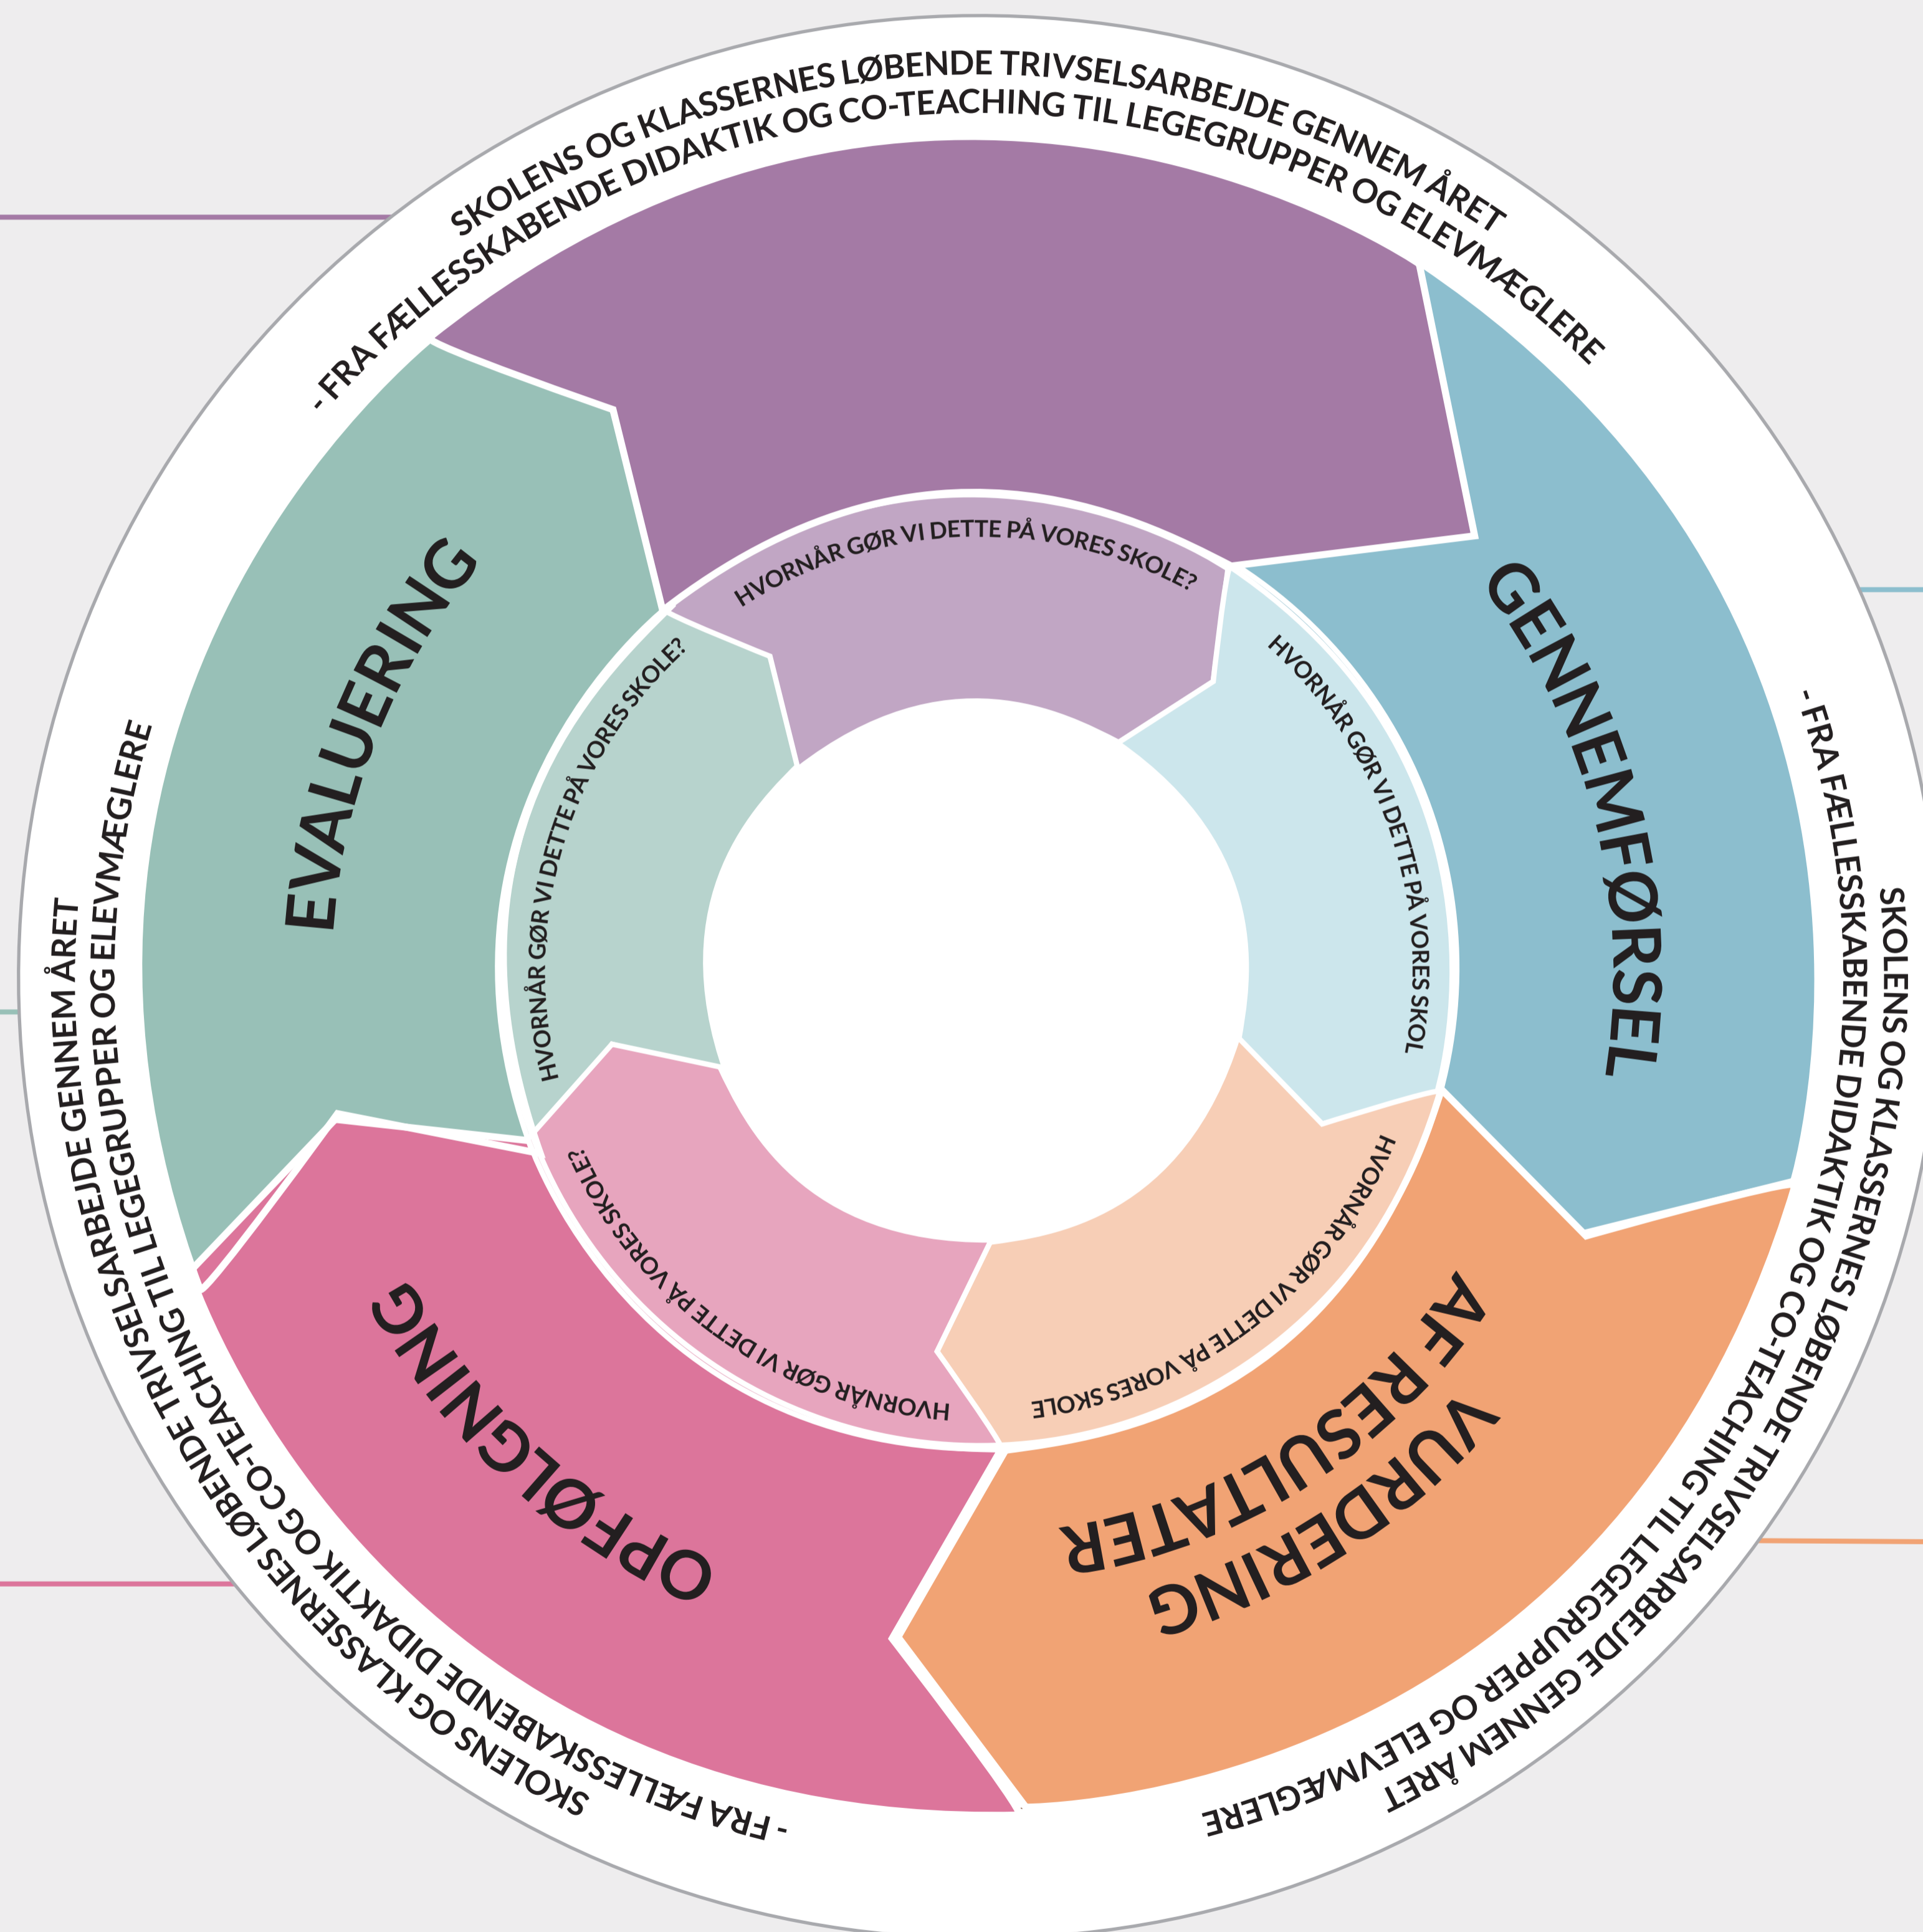 SKOLENS OG KLASSERNES LØBENDE TRIVSELSARBEJDE GENNEM ÅRET
- FRA FÆLLESSKABENDE DIDAKTIK OG CO-TEACHING TIL LEGEGRUPPER OG ELEVMÆGLERE
HVORNÅR GØR VI DETTE PÅ VORES SKOLE?
SKOLENS OG KLASSERNES LØBENDE TRIVSELSARBEJDE GENNEM ÅRET
- FRA FÆLLESSKABENDE DIDAKTIK OG CO-TEACHING TIL LEGEGRUPPER OG ELEVMÆGLERE
GENNEMFØRSEL
HVORNÅR GØR VI DETTE PÅ VORES SKOL
AF RESULTATER
VURDERING
HVORNÅR GØR VI DETTE PÅ VORES SKOLE
SKOLENS OG KLASSERNES LØBENDE TRIVSELSARBEJDE GENNEM ÅRET
- FRA FÆLLESSKABENDE DIDAKTIK OG CO-TEACHING TIL LEGEGRUPPER OG ELEVMÆGLERE
OPFØLGNING
HVORNÅR GØR VI DETTE PÅ VORES SKOLE?
EVALUERING
HVORNÅR GØR VI DETTE PÅ VORES SKOLE?